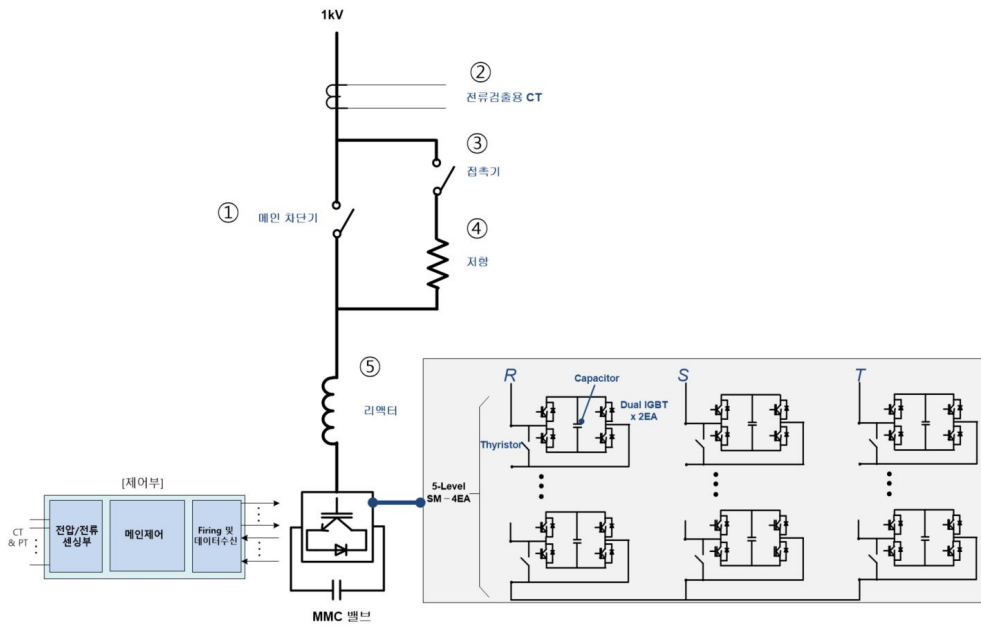 1kV
②
전류검출용 CT
③
접촉기
①
메인 차단기
④
저항
⑤
리액터
R
S
T
Capacitor
Dual IGBT
x 2EA
Thyristor
5-Level
SM – 4EA
[제어부]
CT
& PT
전압/전류
센싱부
메인제어
Firing 및
데이터수신
MMC 밸브